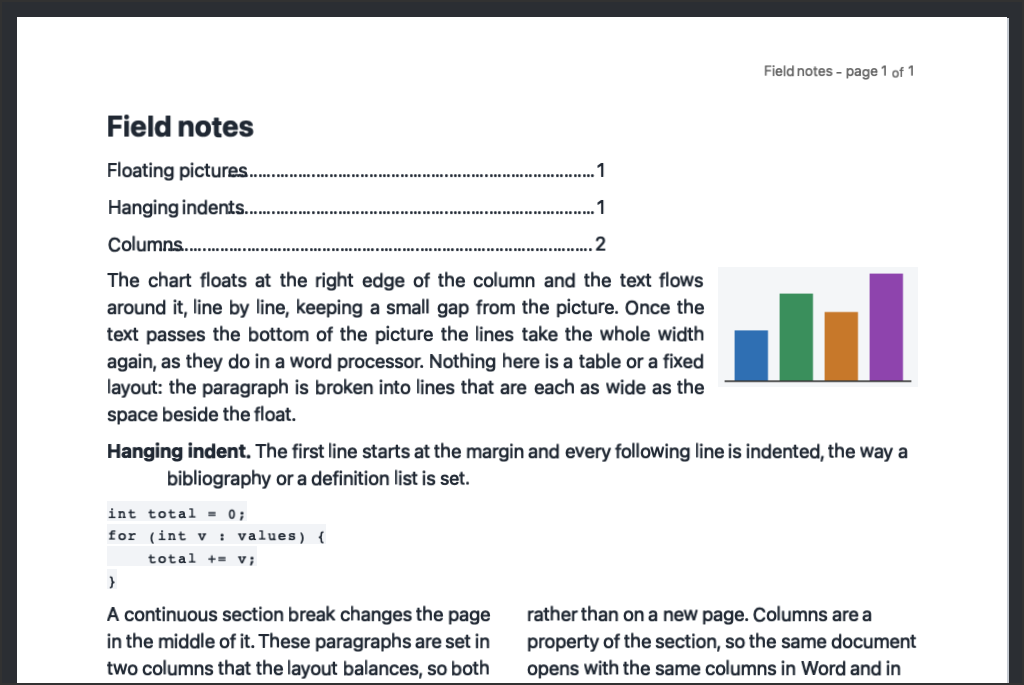 Field notes – page 1 of 1
Field notes
Floating pictures.......................................................................1
Hanging indents.......................................................................1
Columns.......................................................................2
The chart floats at the right edge of the column and the text flows
around it, line by line, keeping a small gap from the picture. Once the
text passes the bottom of the picture the lines take the whole width
again, as they do in a word processor. Nothing here is a table or a fixed
layout: the paragraph is broken into lines that are each as wide as the
space beside the float.
Hanging indent. The first line starts at the margin and every following line is indented, the way a
bibliography or a definition list is set.
int total = 0;
for (int v : values) {
    total += v;
}
A continuous section break changes the page
in the middle of it. These paragraphs are set in
two columns that the layout balances, so both
rather than on a new page. Columns are a
property of the section, so the same document
opens with the same columns in Word and in